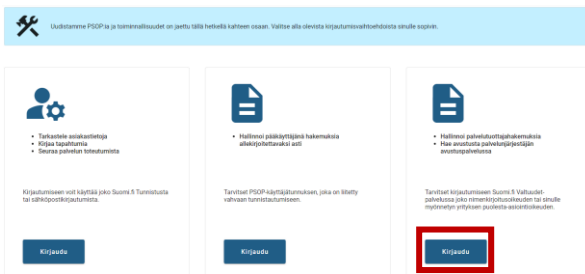 Uudistamme PSOP:ia ja toiminnallisuudet on jaettu tällä hetkellä kahteen osaan. Valitse alla olevista kirjautumisvaihtoehdoista sinulle sopivin.
• Tarkastele asiakastietoja
• Kirjaa tapahtumia
• Seuraa palvelun toteutumista
Kirjautumiseen voit käyttää joko Suomi.fi Tunnistusta
tai sähköpostikirjautumista.
Kirjaudu
• Hallinnoi pääkäyttäjänä hakemuksia
allekirjoitettavaksi asti
Tarvitset PSOP-käyttäjätunnuksen, joka on liitetty
vahvaan tunnistautumiseen.
Kirjaudu
• Hallinnoi palvelutuottajahakemuksia
• Hae avustusta palvelunjärjestäjän
avustuspalvelussa
Tarvitset kirjautumiseen Suomi.fi Valtuudet-
palvelussa joko nimenkirjoitusoikeuden tai sinulle
myönnetyn yrityksen puolesta-asiointioikeuden.
Kirjaudu